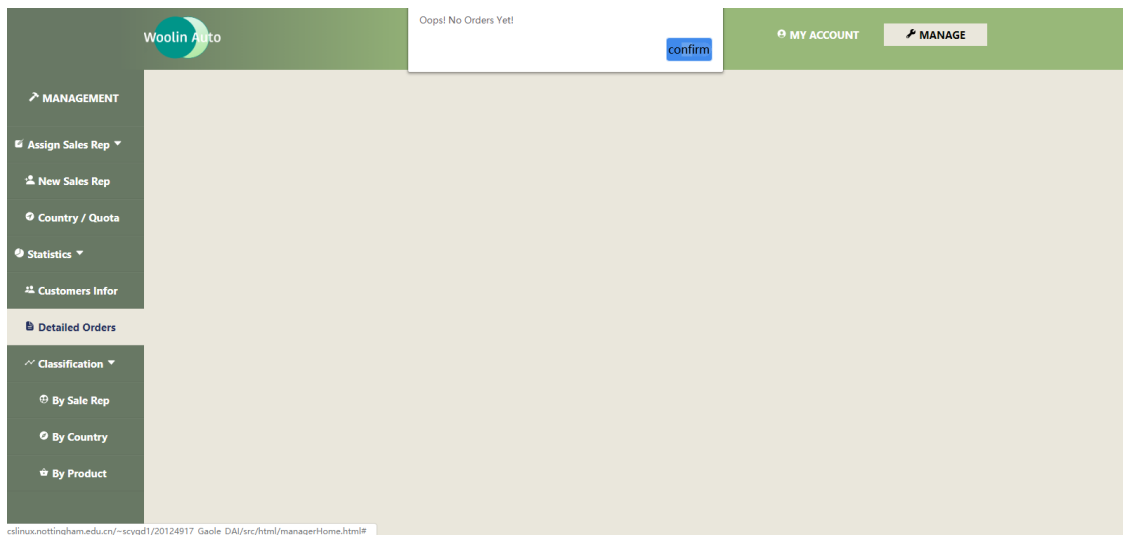 Woolin Auto
Oops! No Orders Yet!
confirm
MY ACCOUNT
MANAGE
MANAGEMENT
Assign Sales Rep
New Sales Rep
Country / Quota
Statistics
Customers Infor
Detailed Orders
Classification
By Sale Rep
By Country
By Product
cslinux.nottingham.edu.cn/~scygd1/20124917_Gaole_DAI/src/html/managerHome.html#